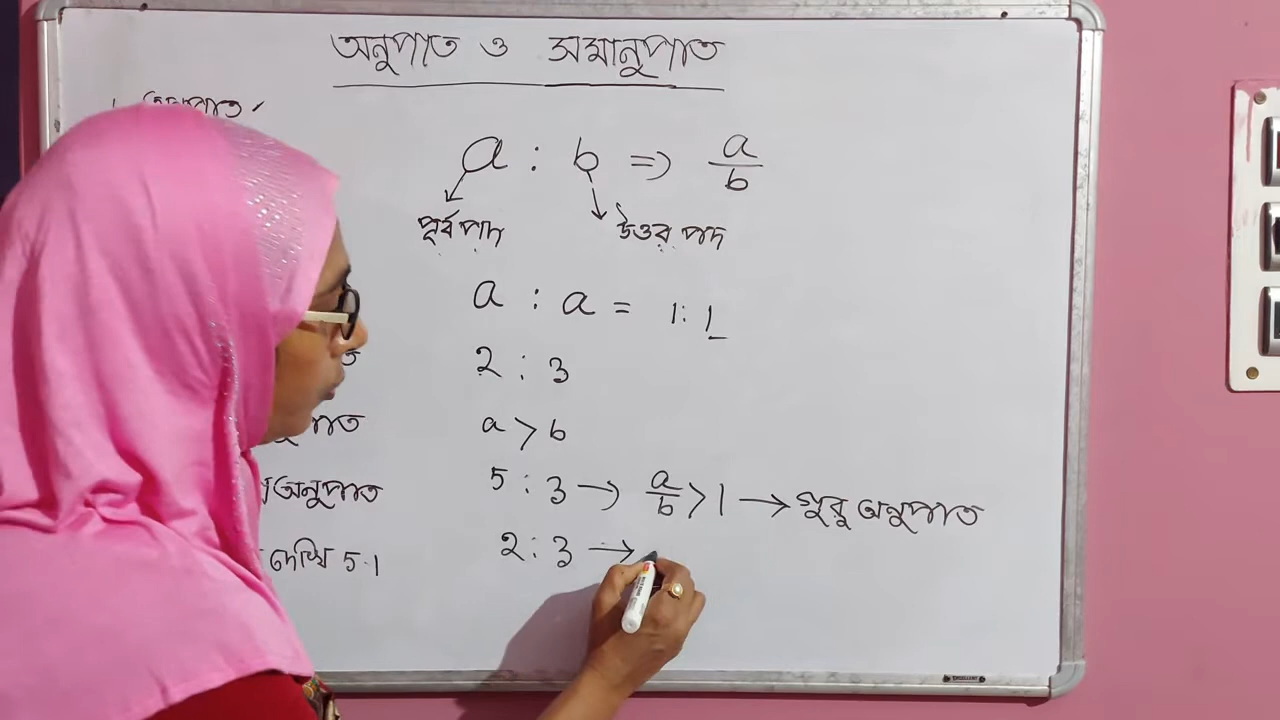 অনুপাত ও সমানুপাত
a : b ⇒ a/b
পূর্বপদ
উত্তর পদ
a : a = 1 : 1
2 : 3
a > b
5 : 3 → a/b > 1 → গুরু অনুপাত
2 : 3 →
অনুপাত
দেখি 5.1